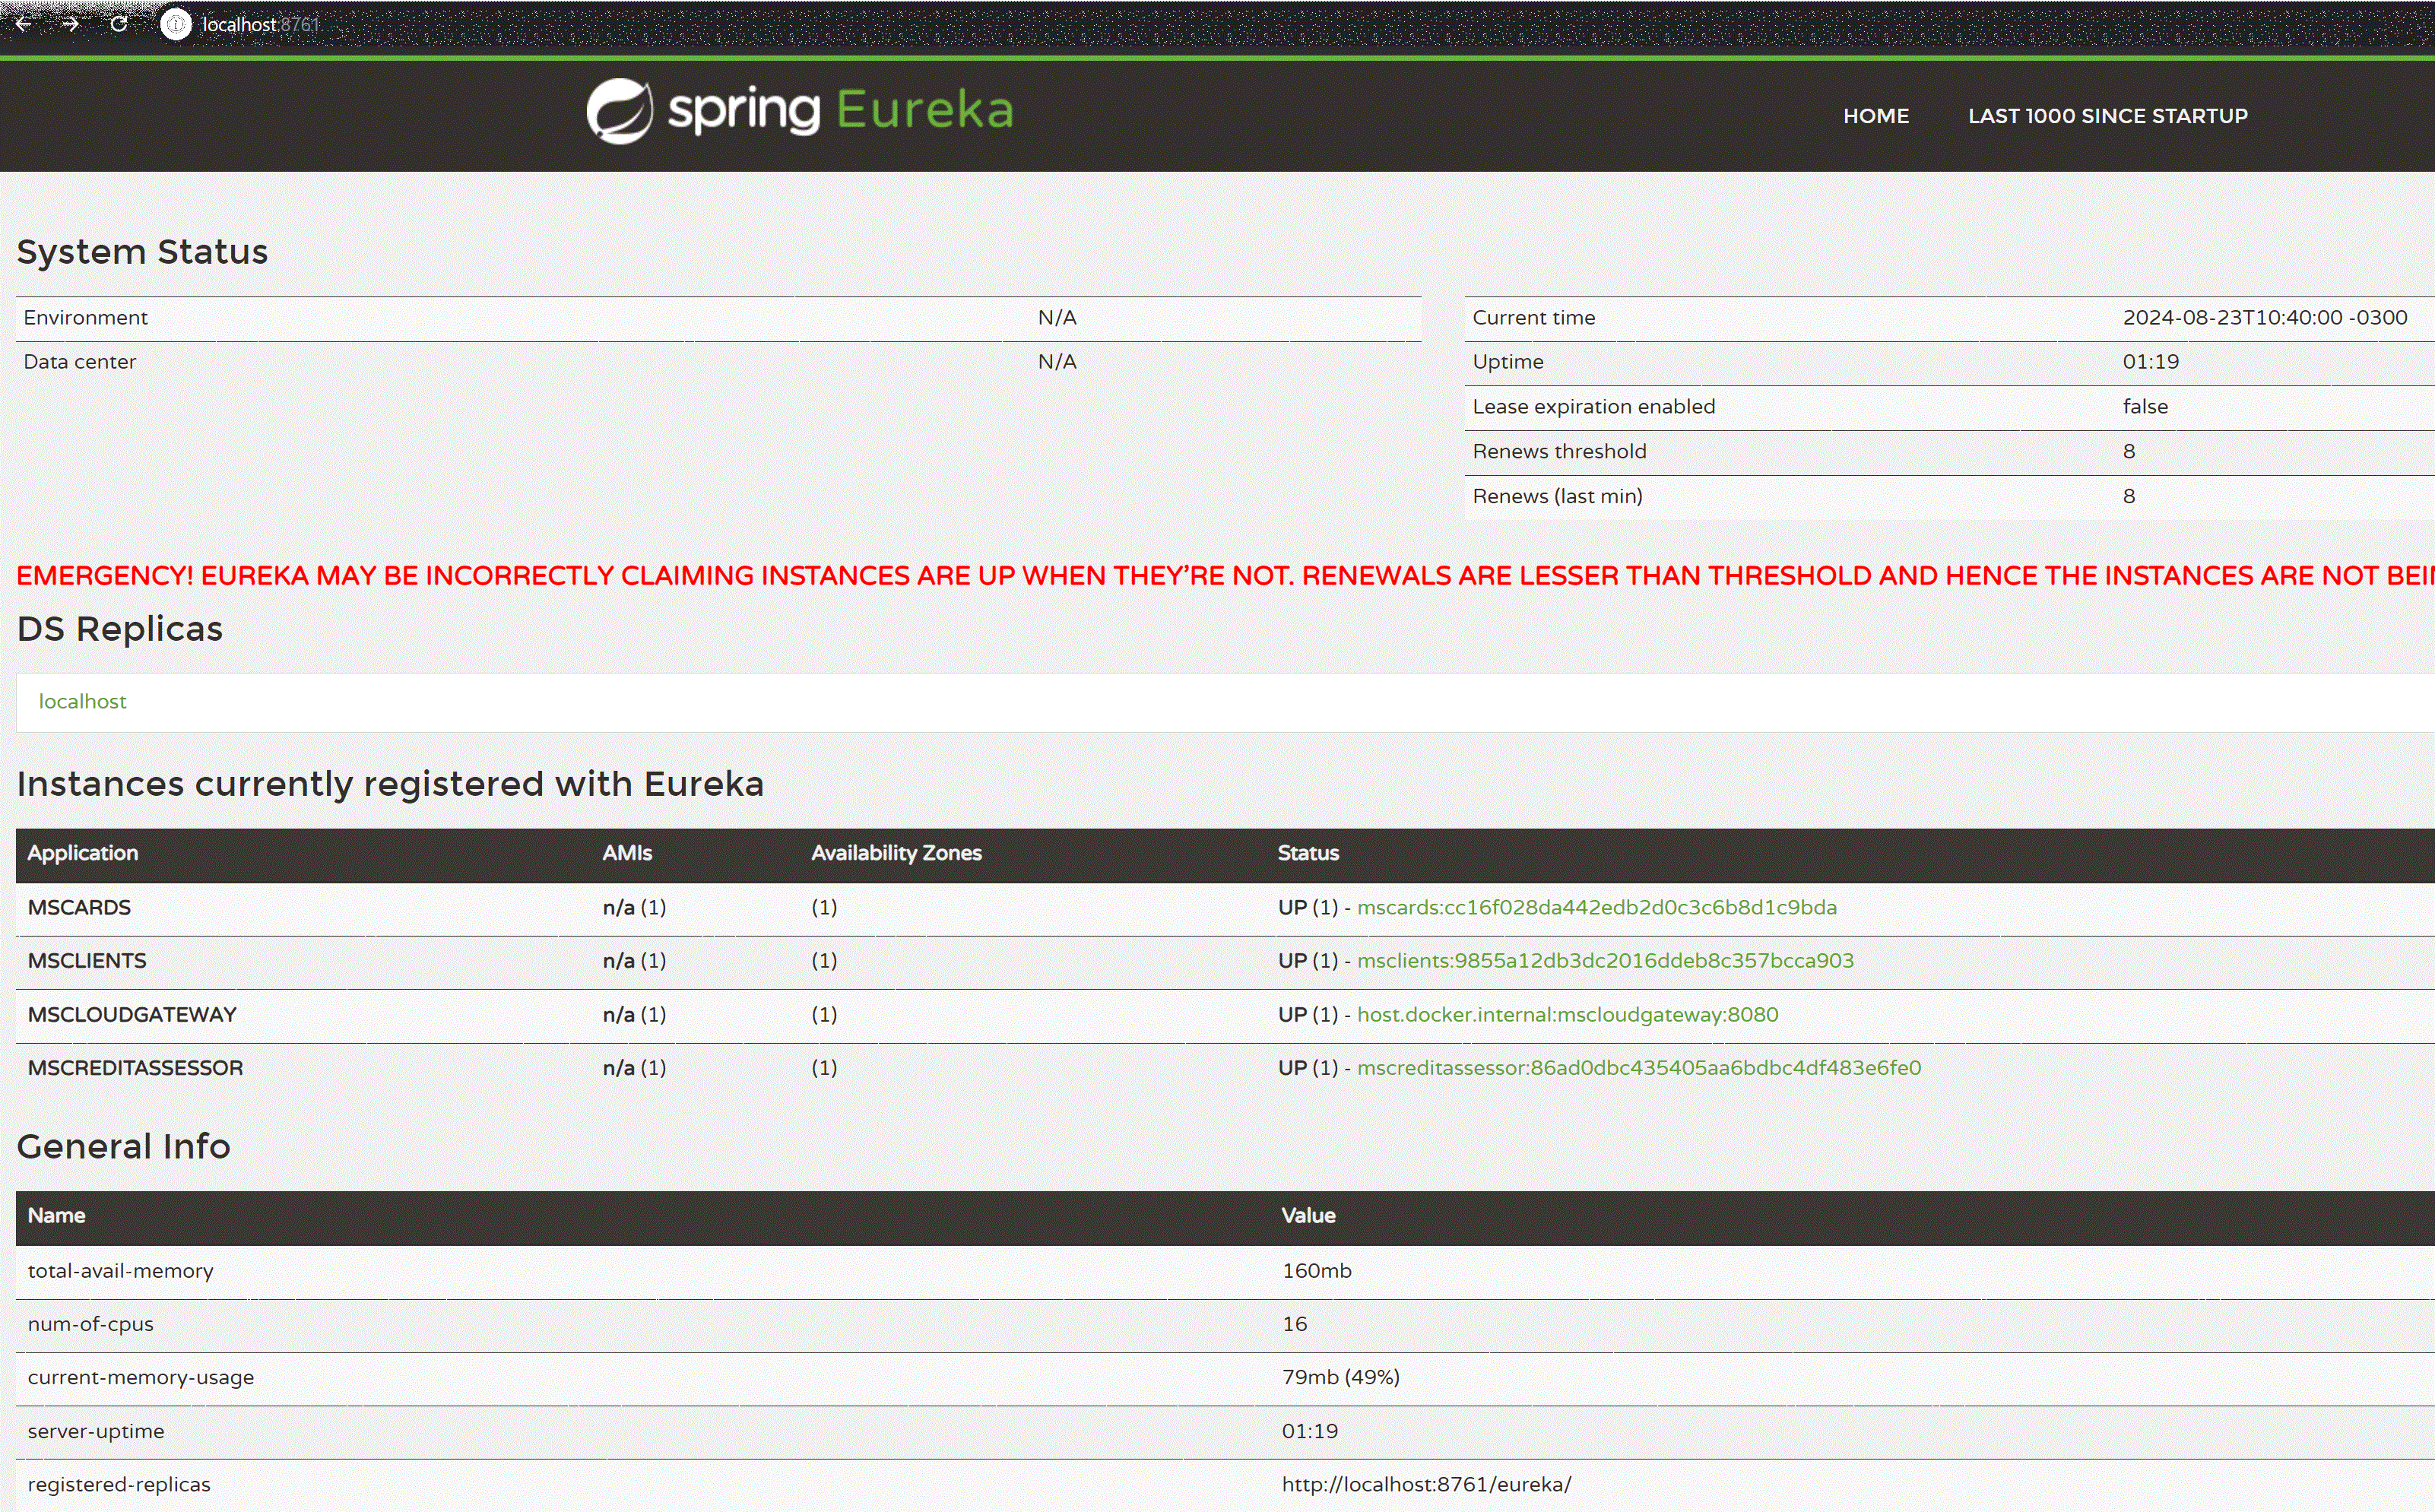 localhost:8761
spring Eureka
HOME LAST 1000 SINCE STARTUP
System Status
Environment N/A
Data center N/A
Current time 2024-08-23T10:40:00 -0300
Uptime 01:19
Lease expiration enabled false
Renews threshold 8
Renews (last min) 8
EMERGENCY! EUREKA MAY BE INCORRECTLY CLAIMING INSTANCES ARE UP WHEN THEY'RE NOT. RENEWALS ARE LESSER THAN THRESHOLD AND HENCE THE INSTANCES ARE NOT
DS Replicas
localhost
Instances currently registered with Eureka
Application AMIs Availability Zones Status
MSCARDS n/a (1) (1) UP (1) - mscards:cc16f028da442edb2d0c3c6b8d1c9bda
MSCLIENTS n/a (1) (1) UP (1) - msclients:9855a12db3dc2016ddeb8c357bcca903
MSCLOUDGATEWAY n/a (1) (1) UP (1) - host.docker.internal:mscloudgateway:8080
MSCREDITASSESSOR n/a (1) (1) UP (1) - mscreditassessor:86ad0dbc435405aa6bdbc4df483e6fe0
General Info
Name Value
total-avail-memory 160mb
num-of-cpus 16
current-memory-usage 79mb (49%)
server-uptime 01:19
registered-replicas http://localhost:8761/eureka/